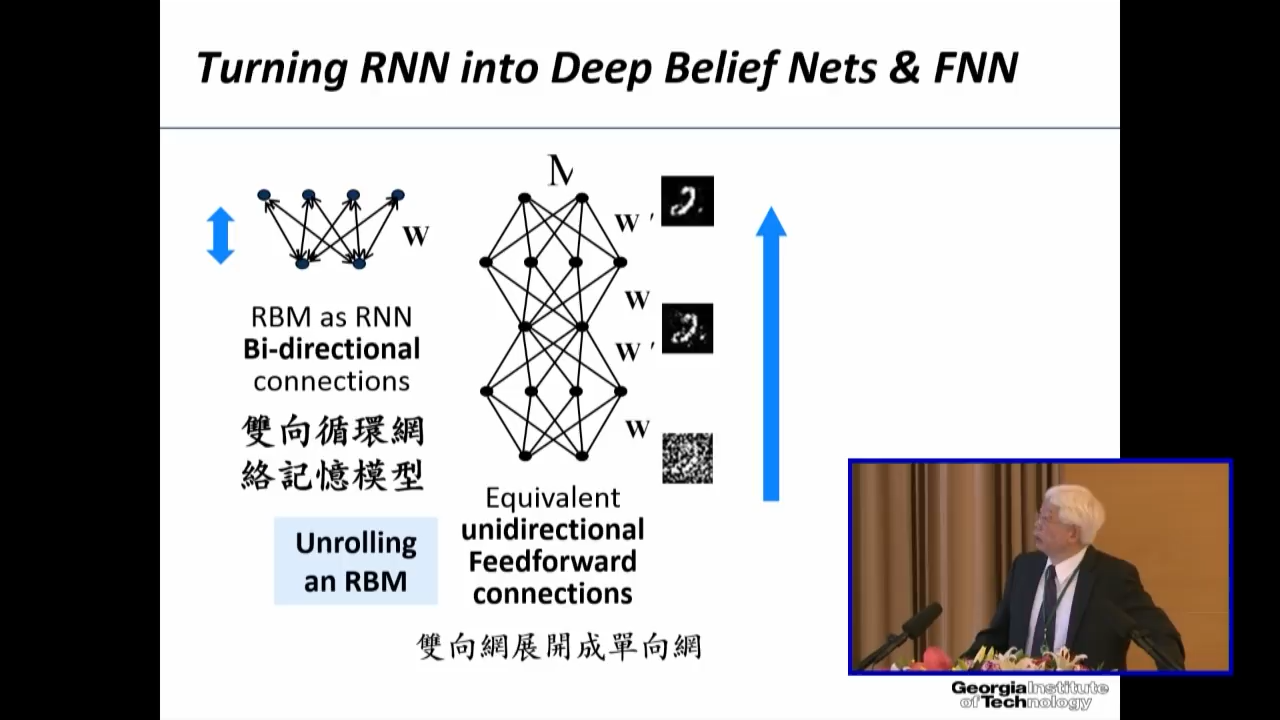 Turning RNN into Deep Belief Nets & FNN
W
RBM as RNN
Bi-directional
connections
雙向循環網
絡記憶模型
Unrolling
an RBM
M
W ′
W
W ′
W
Equivalent
unidirectional
Feedforward
connections
雙向網展開成單向網
Georgia Institute
of Technology